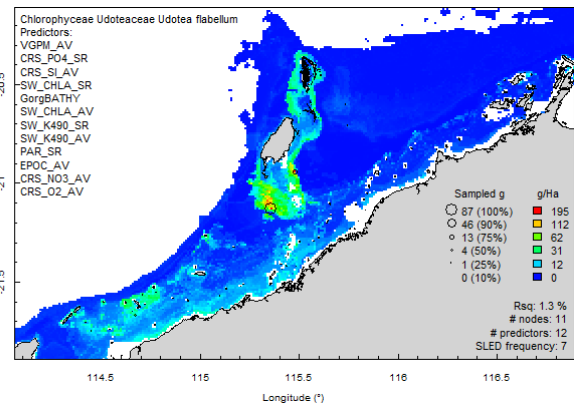 Chlorophyceae Udoteaceae Udotea flabellum
Predictors:
VGPM_AV
CRS_PO4_SR
CRS_SI_AV
SW_CHLA_SR
GorgBATHY
SW_CHLA_AV
SW_K490_SR
SW_K490_AV
PAR_SR
EPOC_AV
CRS_NO3_AV
CRS_O2_AV
-20.5
-21
-21.5
Sampled g g/Ha
87 (100%) 195
46 (90%) 112
13 (75%) 62
4 (50%) 31
1 (25%) 12
0 (10%) 0
Rsq: 1.3 %
# nodes: 11
# predictors: 12
SLED frequency: 7
114.5 115 115.5 116 116.5
Longitude (°)